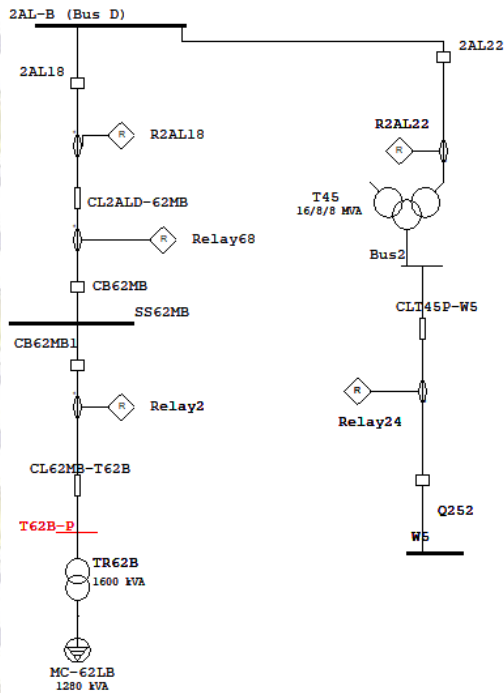 2AL-B (Bus D)
2AL18
2AL22
R
R2AL18
R2AL22
R
CL2ALD-62MB
T45
16/8/8 MVA
R
Relay68
Bus2
CB62MB
SS62MB
CLT45P-W5
CB62MB1
R
Relay2
R
Relay24
CL62MB-T62B
Q252
T62B-P
W5
TR62B
1600 kVA
MC-62LB
1280 kVA